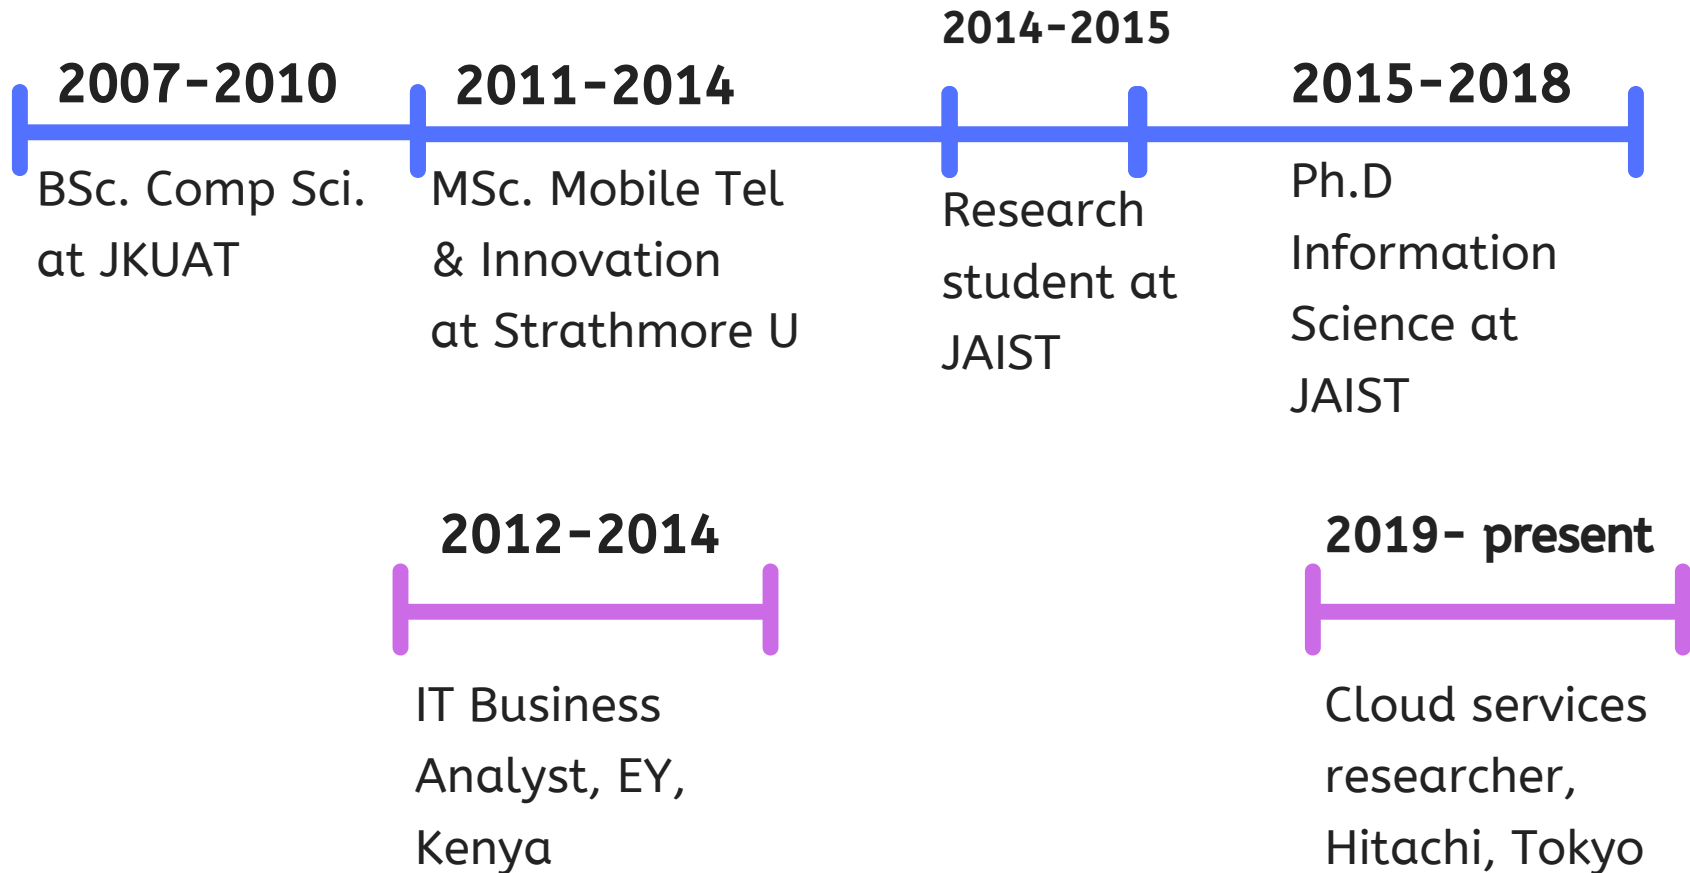 2007-2010
BSc. Comp Sci.
at JKUAT
2011-2014
MSc. Mobile Tel
& Innovation
at Strathmore U
2014-2015
Research
student at
JAIST
2015-2018
Ph.D
Information
Science at
JAIST
2012-2014
IT Business
Analyst, EY,
Kenya
2019- present
Cloud services
researcher,
Hitachi, Tokyo